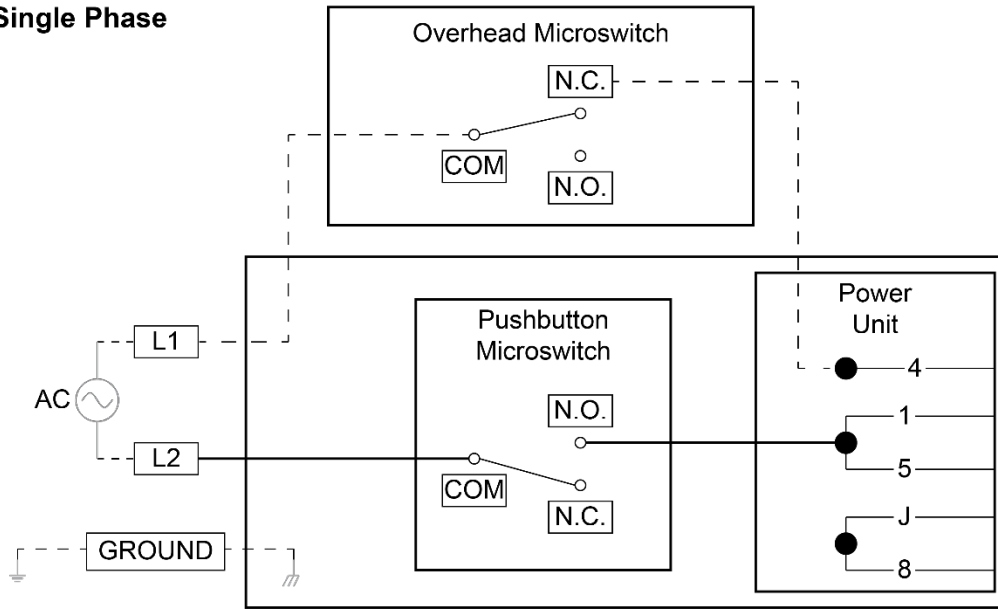 Single Phase
Overhead Microswitch
N.C.
COM
N.O.
Power
Unit
Pushbutton
Microswitch
L1
4
AC
N.O.
1
L2
5
COM
N.C.
J
GROUND
8